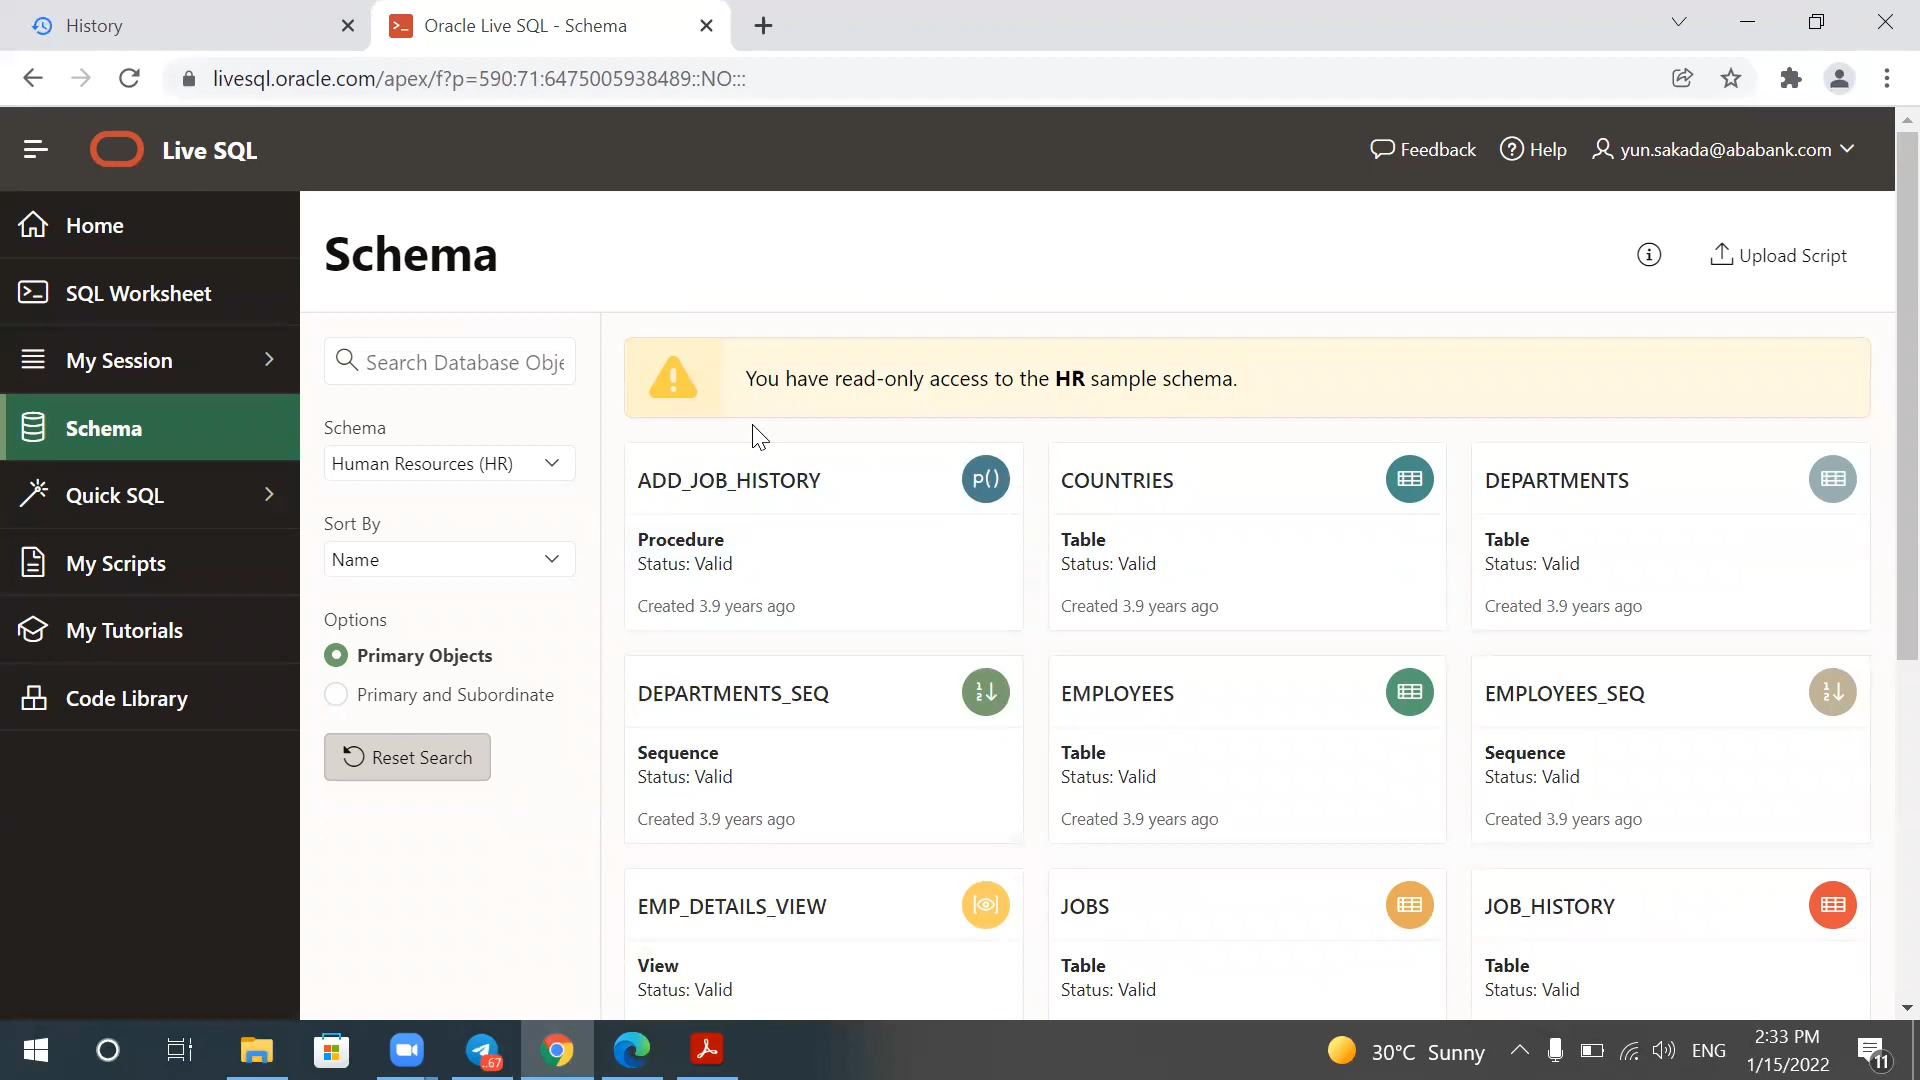 History
Oracle Live SQL - Schema
livesql.oracle.com/apex/f?p=590:71:6475005938489::NO:::
Live SQL
Feedback
Help
yun.sakada@ababank.com
Home
SQL Worksheet
My Session
Schema
Quick SQL
My Scripts
My Tutorials
Code Library
Schema
Upload Script
Search Database Obje
Schema
Human Resources (HR)
Sort By
Name
Options
Primary Objects
Primary and Subordinate
Reset Search
You have read-only access to the HR sample schema.
ADD_JOB_HISTORY
p()
Procedure
Status: Valid
Created 3.9 years ago
COUNTRIES
Table
Status: Valid
Created 3.9 years ago
DEPARTMENTS
Table
Status: Valid
Created 3.9 years ago
DEPARTMENTS_SEQ
Sequence
Status: Valid
Created 3.9 years ago
EMPLOYEES
Table
Status: Valid
Created 3.9 years ago
EMPLOYEES_SEQ
Sequence
Status: Valid
Created 3.9 years ago
EMP_DETAILS_VIEW
View
Status: Valid
JOBS
Table
Status: Valid
JOB_HISTORY
Table
Status: Valid
..67
30°C Sunny
ENG
2:33 PM
1/15/2022
11